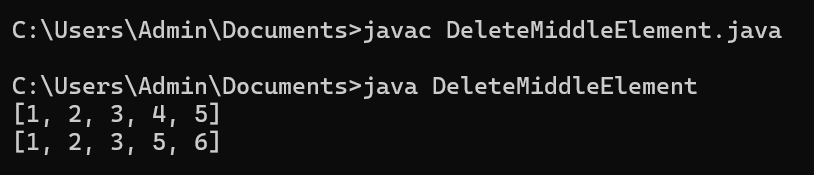 C:\Users\Admin\Documents>javac DeleteMiddleElement.java
C:\Users\Admin\Documents>java DeleteMiddleElement
[1, 2, 3, 4, 5]
[1, 2, 3, 5, 6]